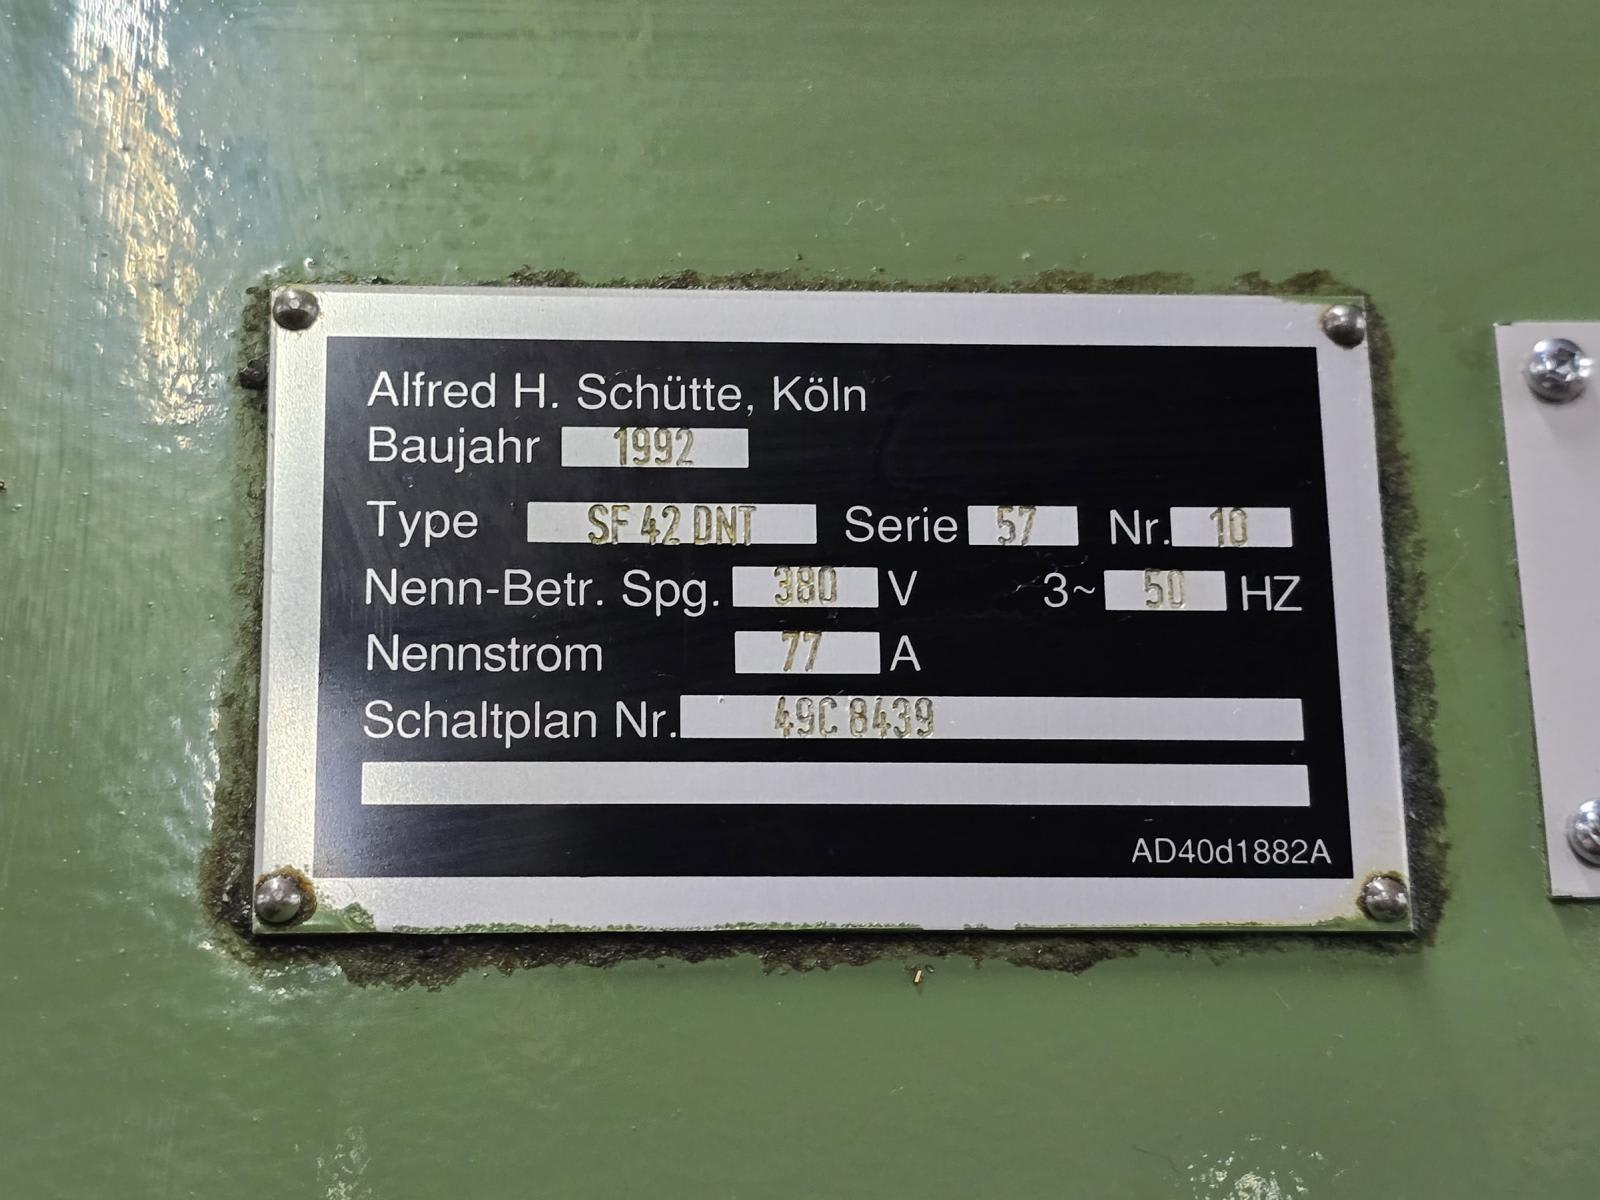 Alfred H. Schütte, Köln
Baujahr 1992
Type SF 42 DNT Serie 57 Nr. 10
Nenn-Betr. Spg. 380 V 3~ 50 HZ
Nennstrom 77 A
Schaltplan Nr. 49C 8439
AD40d1882A